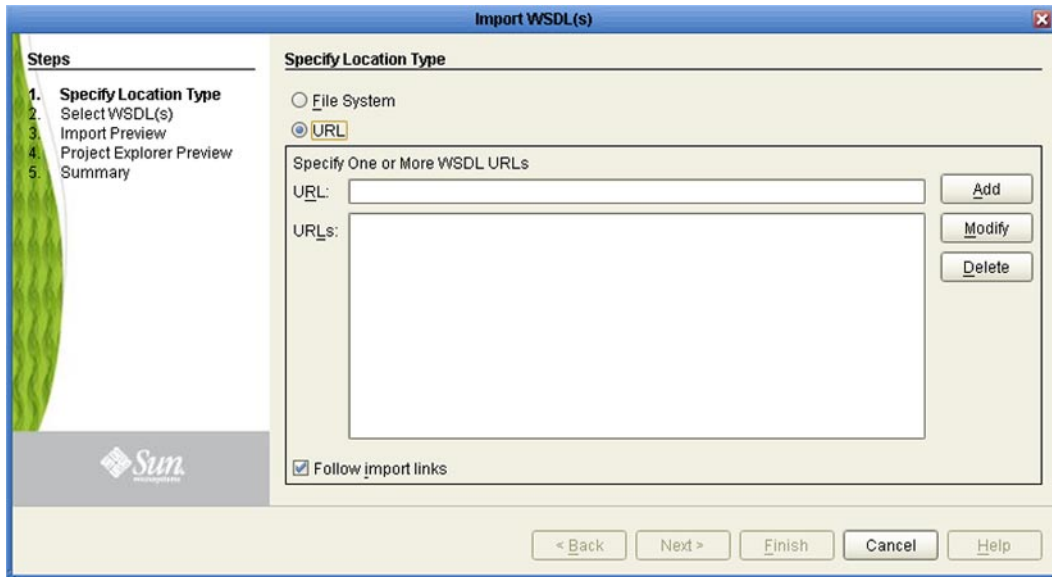 Import WSDL(s)
Steps
1. Specify Location Type
2. Select WSDL(s)
3. Import Preview
4. Project Explorer Preview
5. Summary
Sun
microsystems
Specify Location Type
File System
URL
Specify One or More WSDL URLs
URL:
Add
URLs:
Modify
Delete
Follow import links
< Back
Next >
Finish
Cancel
Help